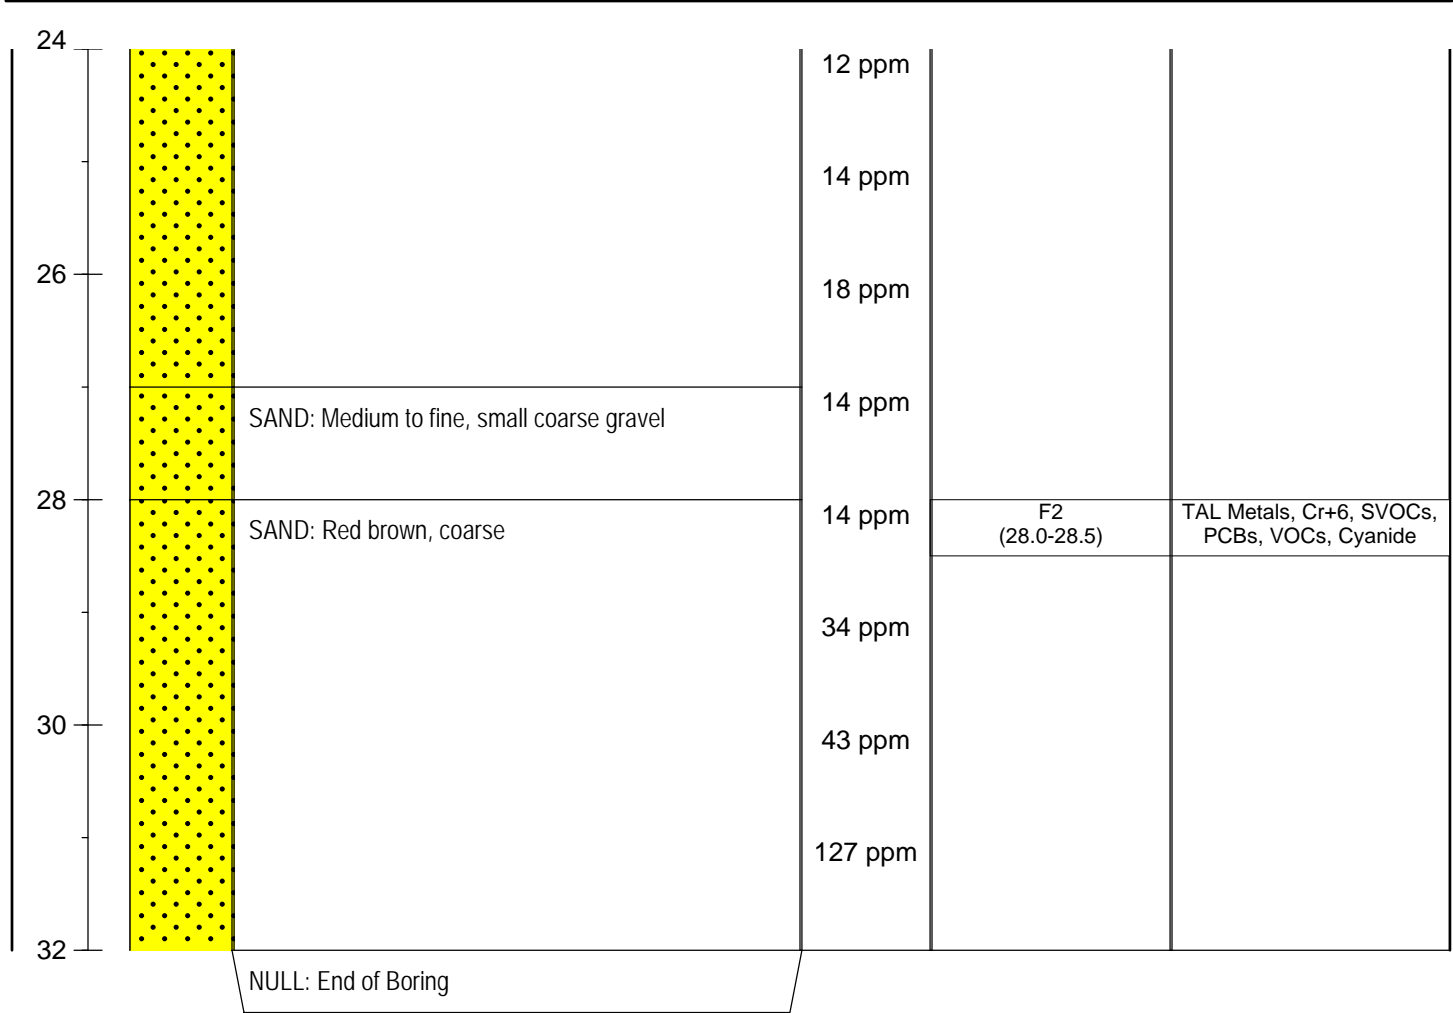 24
12 ppm
14 ppm
26
18 ppm
14 ppm
SAND: Medium to fine, small coarse gravel
28
14 ppm
F2
(28.0-28.5)
TAL Metals, Cr+6, SVOCs,
PCBs, VOCs, Cyanide
SAND: Red brown, coarse
34 ppm
30
43 ppm
127 ppm
32
NULL: End of Boring